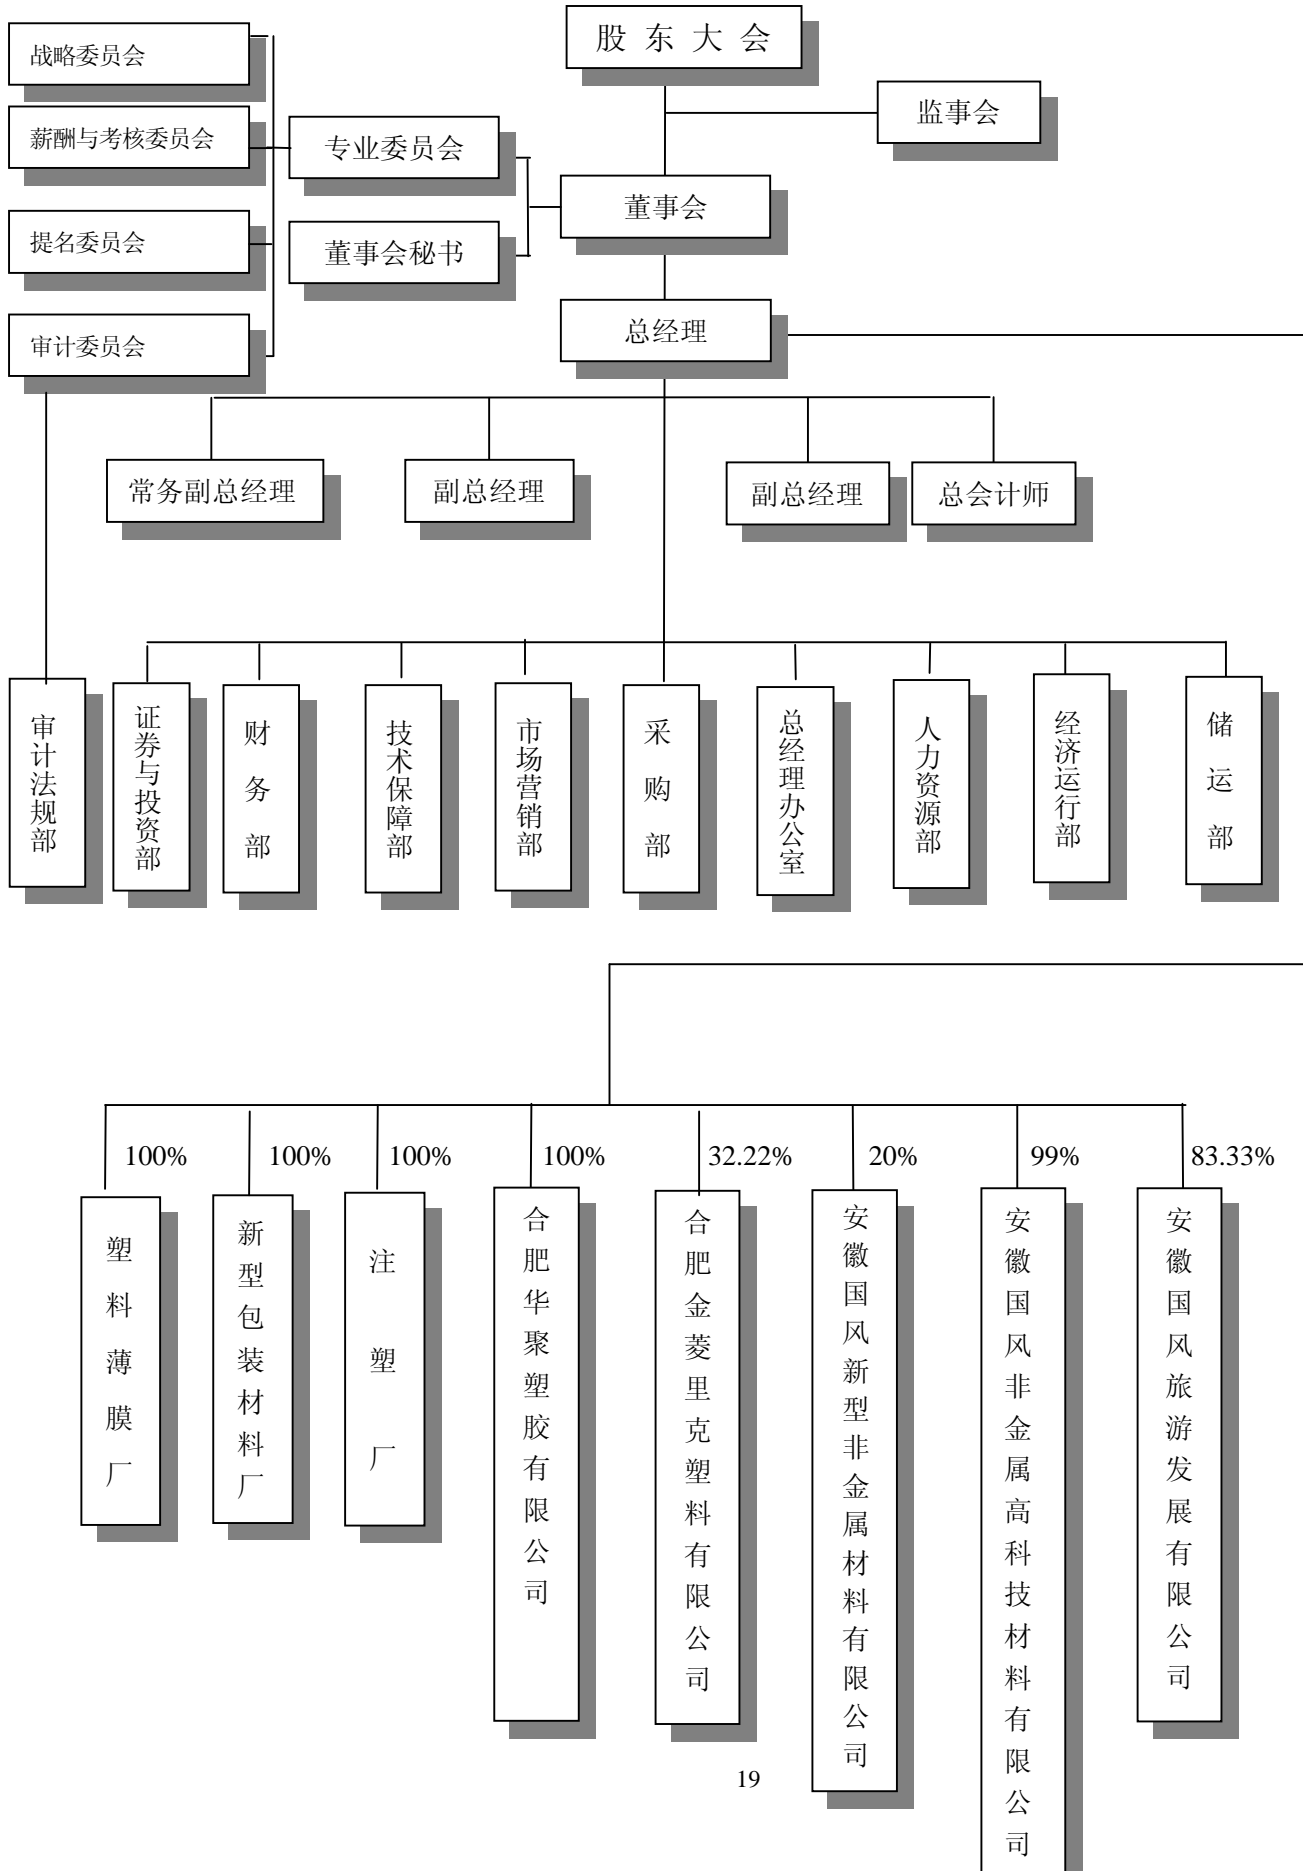 股 东 大 会
战略委员会
监事会
薪酬与考核委员会
专业委员会
董事会
提名委员会
董事会秘书
总经理
审计委员会
常务副总经理
副总经理
副总经理
总会计师
审计法规部
证券与投资部
财务部
技术保障部
市场营销部
采购部
总经理办公室
人力资源部
经济运行部
储运部
100%
100%
100%
100%
32.22%
20%
99%
83.33%
塑料薄膜厂
新型包装材料厂
注塑厂
合肥华聚塑胶有限公司
合肥金菱里克塑料有限公司
安徽国风新型非金属材料有限公司
安徽国风非金属高科技材料有限公司
安徽国风旅游发展有限公司
19